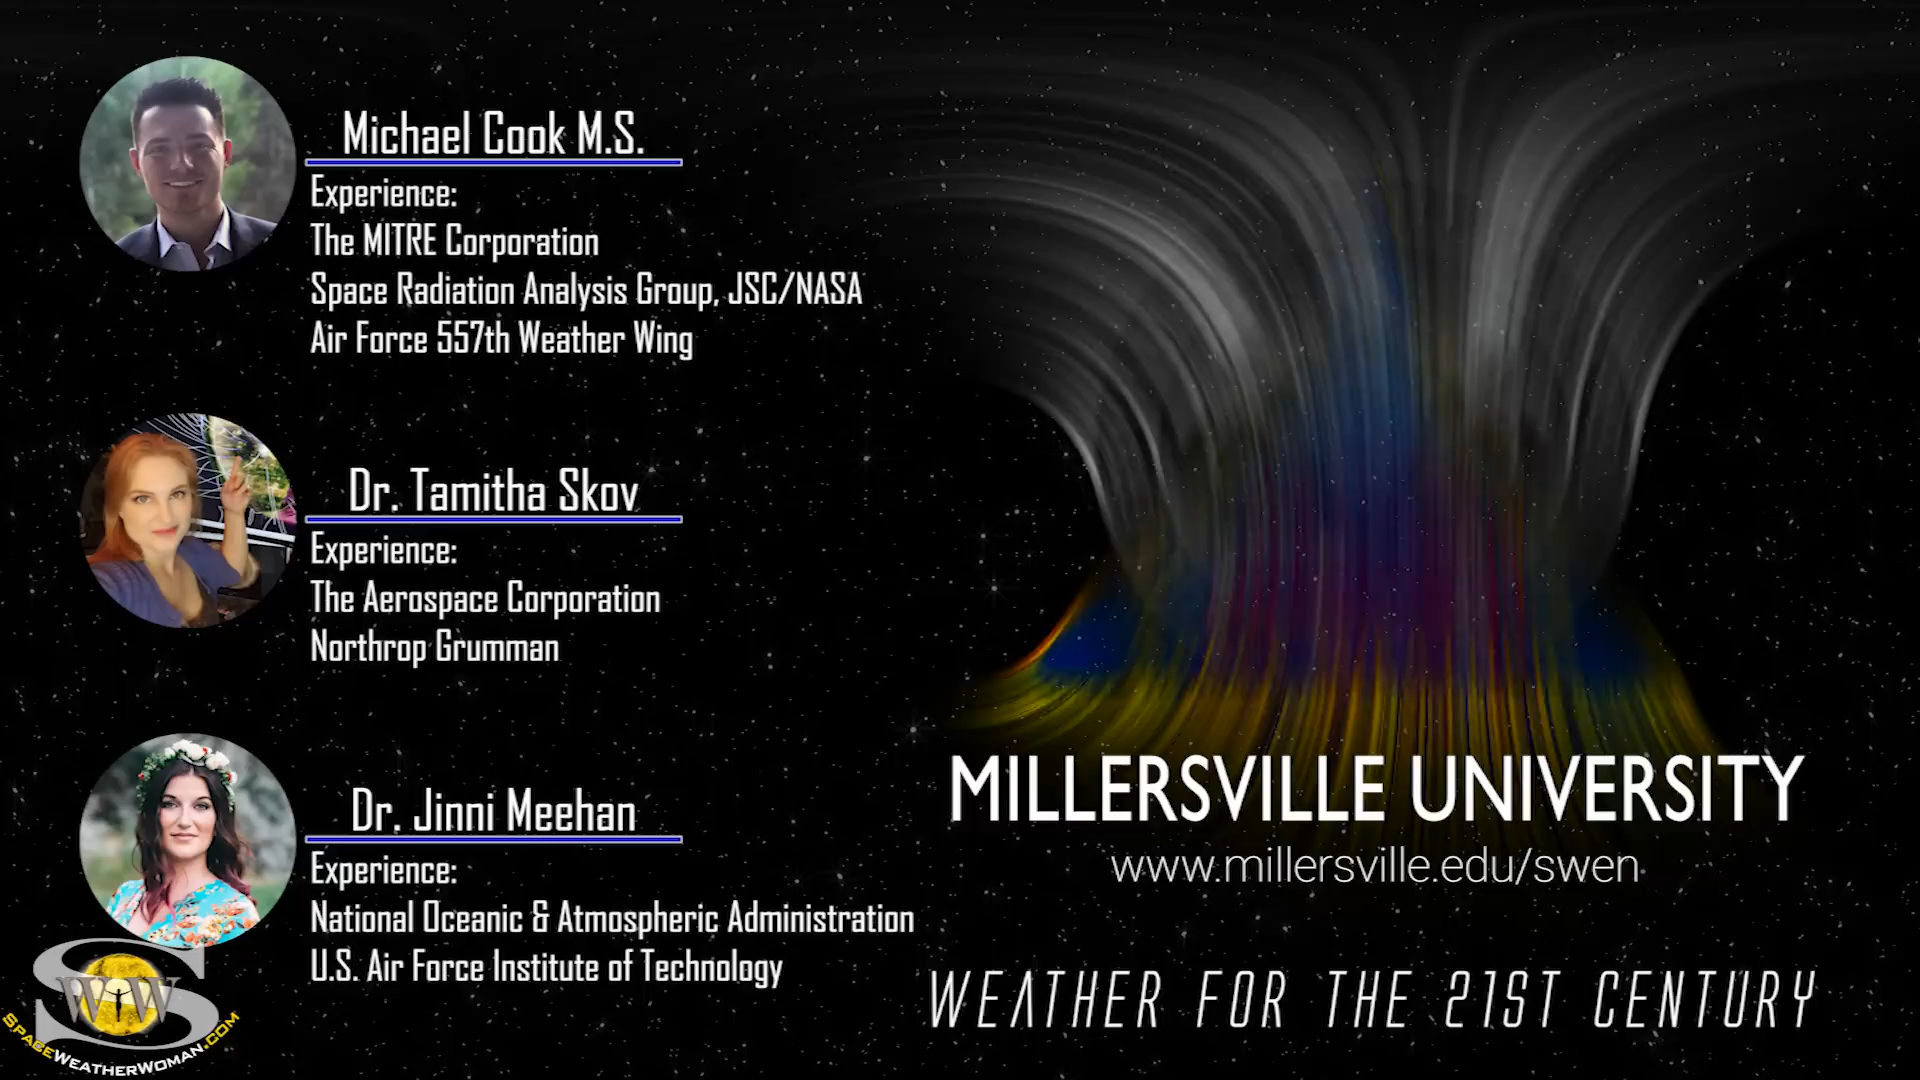 Michael Cook M.S.
Experience:
The MITRE Corporation
Space Radiation Analysis Group, JSC/NASA
Air Force 557th Weather Wing
Dr. Tamitha Skov
Experience:
The Aerospace Corporation
Northrop Grumman
Dr. Jinni Meehan
Experience:
National Oceanic & Atmospheric Administration
U.S. Air Force Institute of Technology
MILLERSVILLE UNIVERSITY
www.millersville.edu/swen
WEATHER FOR THE 21ST CENTURY
S
WW
SPACEWEATHERWOMAN.COM